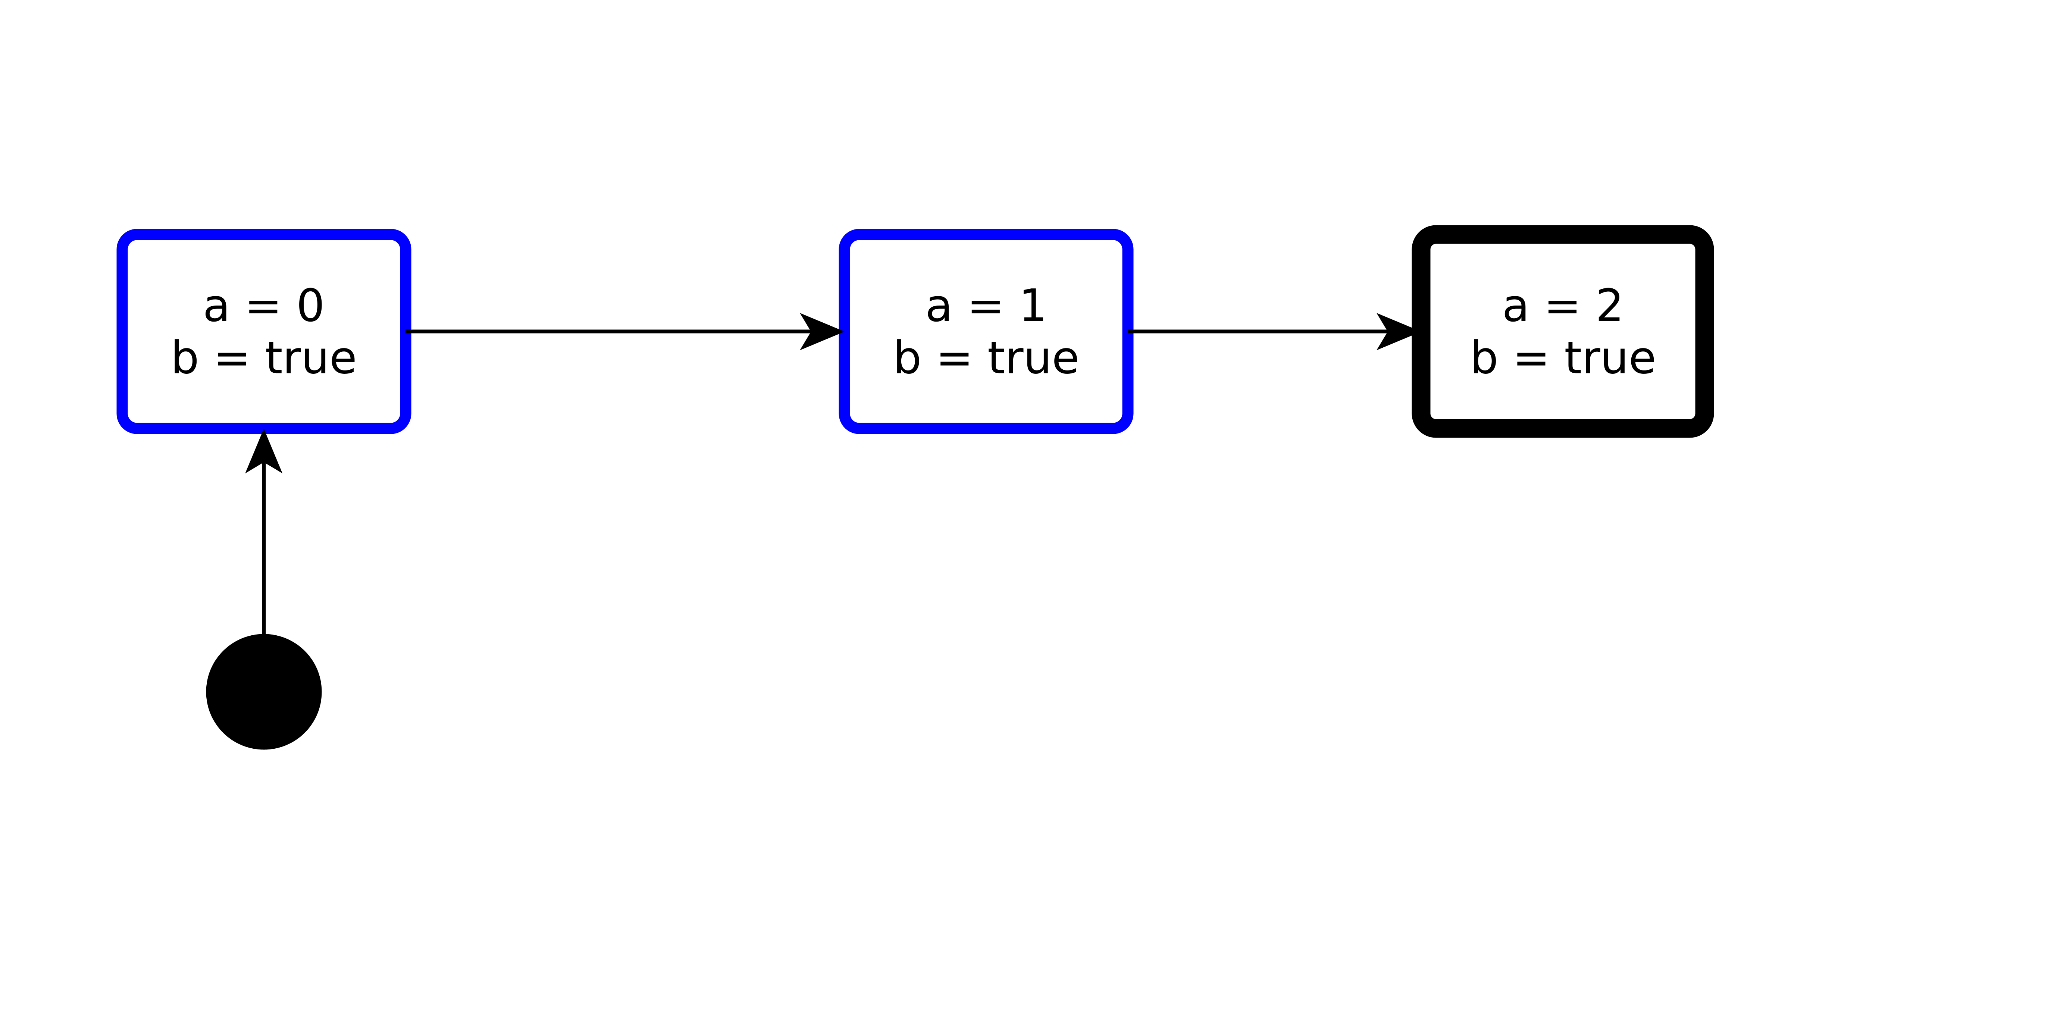 a = 0
b = true
a = 1
b = true
a = 2
b = true